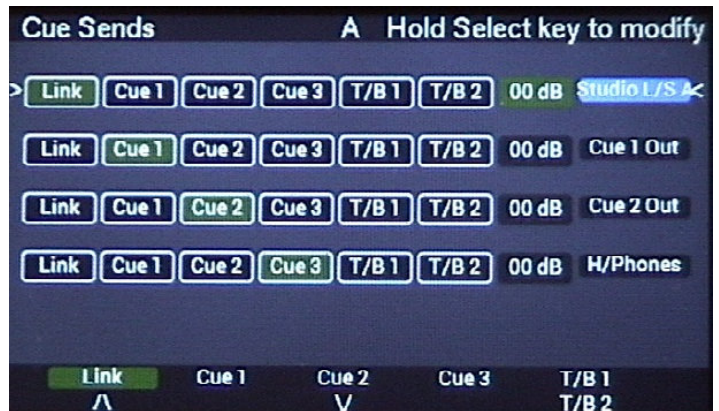 Cue Sends A Hold Select key to modify
> Link Cue 1 Cue 2 Cue 3 T/B 1 T/B 2 00 dB Studio L/S A <
Link Cue 1 Cue 2 Cue 3 T/B 1 T/B 2 00 dB Cue 1 Out
Link Cue 1 Cue 2 Cue 3 T/B 1 T/B 2 00 dB Cue 2 Out
Link Cue 1 Cue 2 Cue 3 T/B 1 T/B 2 00 dB H/Phones
Link Cue 1 Cue 2 Cue 3 T/B 1
/\ \/ T/B 2